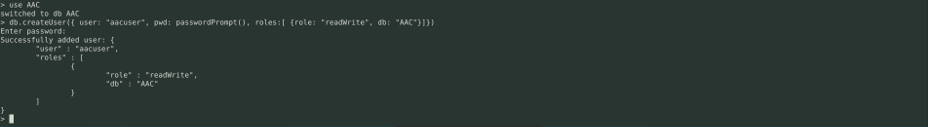 > use AAC
switched to db AAC
> db.createUser({ user: "aacuser", pwd: passwordPrompt(), roles:[ {role: "readWrite", db: "AAC"}]})
Enter password:
Successfully added user: {
"user" : "aacuser",
"roles" : [
{
"role" : "readWrite",
"db" : "AAC"
}
]
}
>